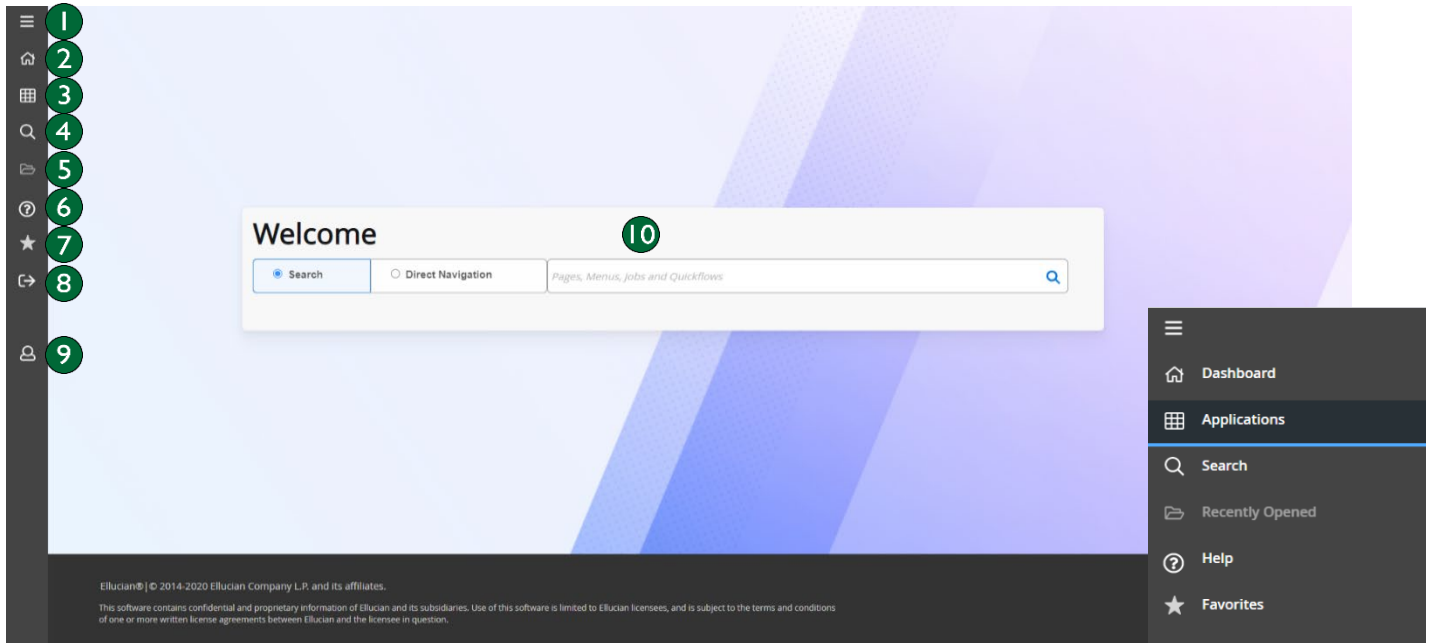 1
2
3
4
5
6
7
8
9
10
Welcome
Search
Direct Navigation
Pages, Menus, Jobs and Quickflows
Ellucian®|© 2014-2020 Ellucian Company L.P. and its affiliates.
This software contains confidential and proprietary information of Ellucian and its subsidiaries. Use of this software is limited to Ellucian licensees, and is subject to the terms and conditions
of one or more written license agreements between Ellucian and the licensee in question.
Dashboard
Applications
Search
Recently Opened
Help
Favorites